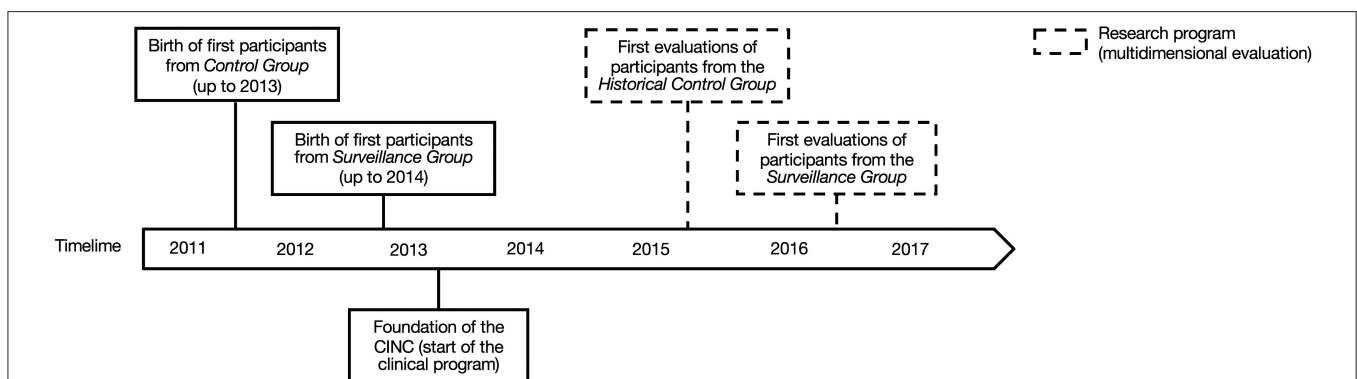 Birth of first participants
from Control Group
(up to 2013)
First evaluations of
participants from the
Historical Control Group
Research program
(multidimensional evaluation)
Birth of first participants
from Surveillance Group
(up to 2014)
First evaluations of
participants from the
Surveillance Group
Timelime
2011 2012 2013 2014 2015 2016 2017
Foundation of the
CINC (start of the
clinical program)